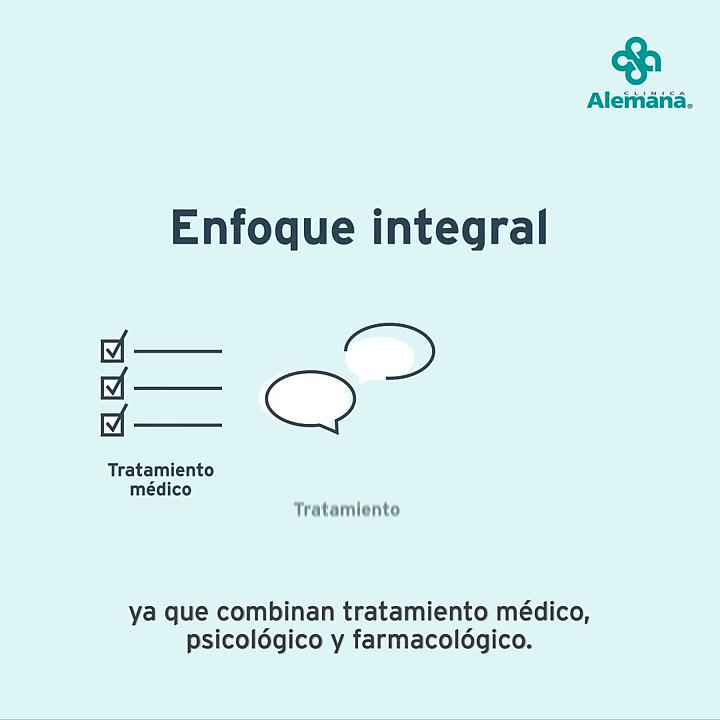 CLINICA
Alemana®
Enfoque integral
Tratamiento
médico
Tratamiento
ya que combinan tratamiento médico,
psicológico y farmacológico.